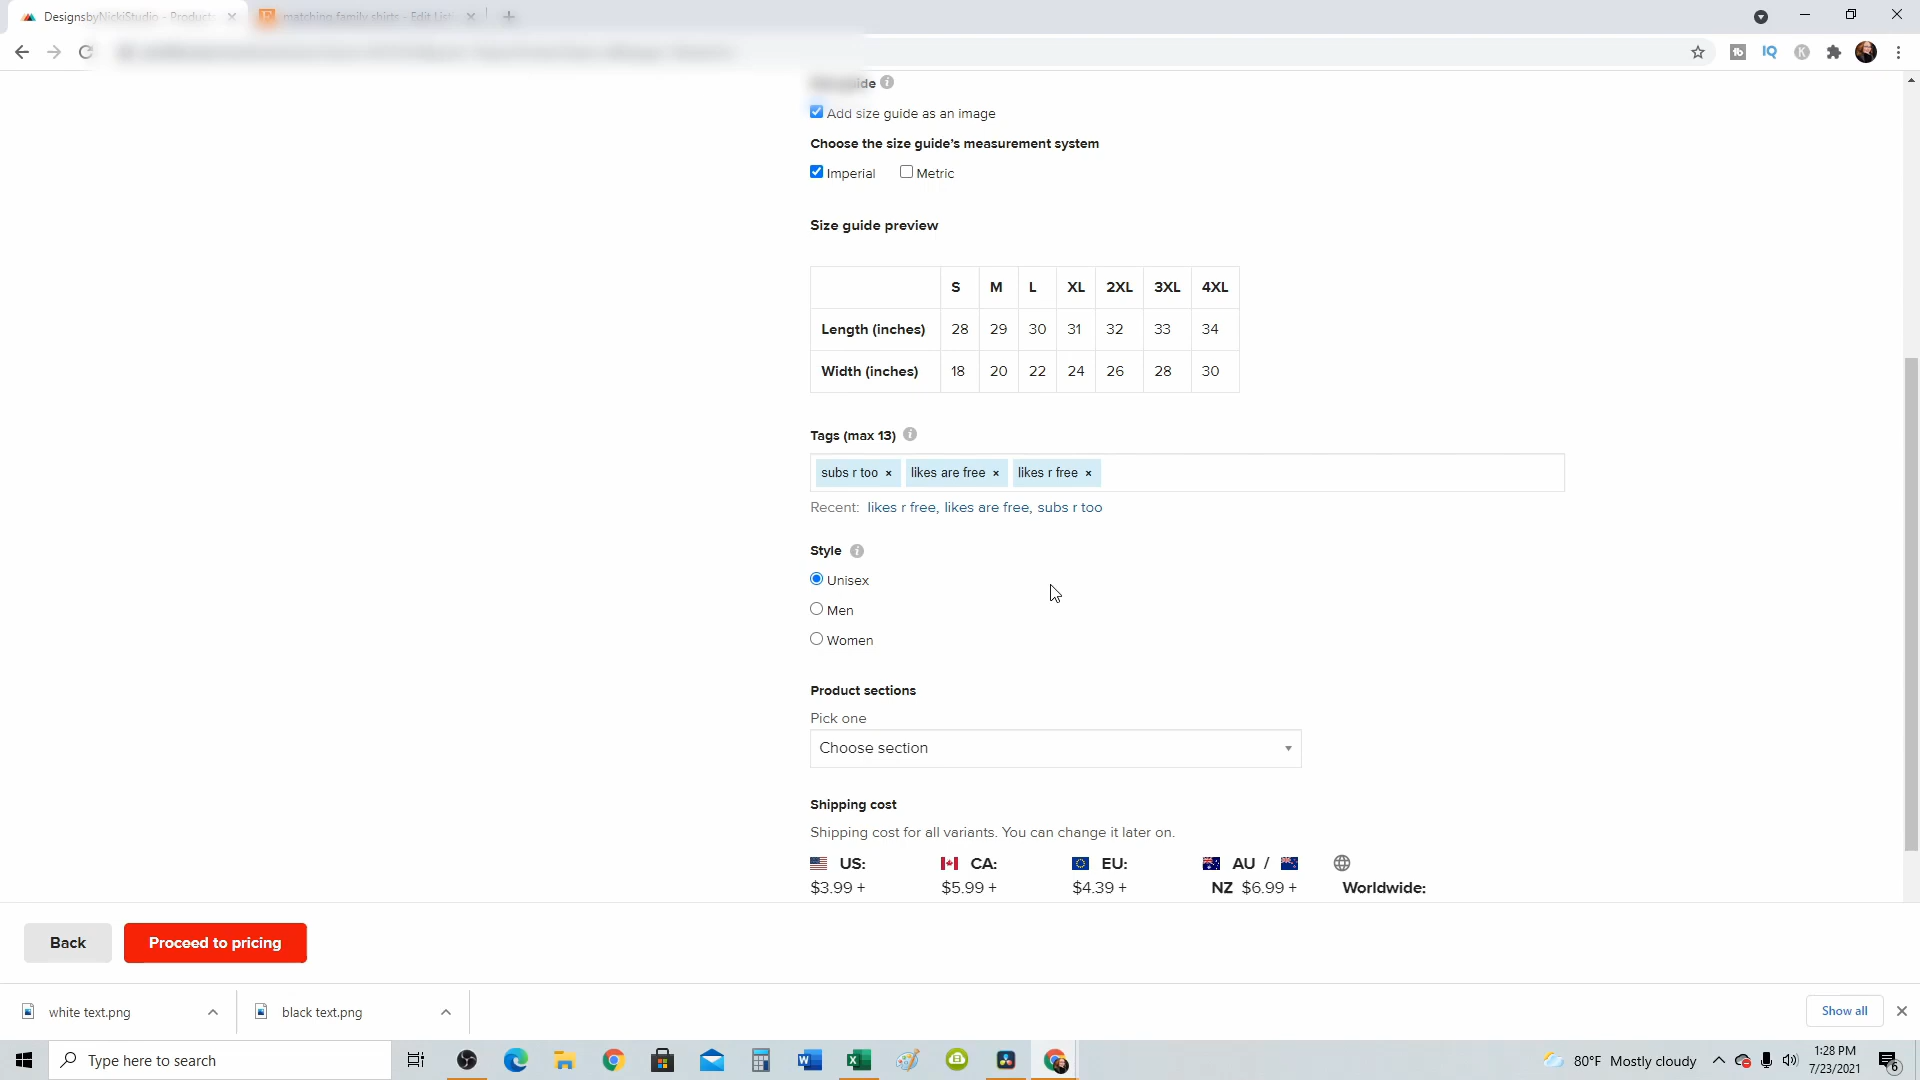 DesignsbyNickiStudio - Product
matching family shirts - Edit List
Add size guide as an image
Choose the size guide's measurement system
Imperial Metric
Size guide preview
S M L XL 2XL 3XL 4XL
Length (inches) 28 29 30 31 32 33 34
Width (inches) 18 20 22 24 26 28 30
Tags (max 13)
subs r too × likes are free × likes r free ×
Recent: likes r free, likes are free, subs r too
Style
Unisex
Men
Women
Product sections
Pick one
Choose section
Shipping cost
Shipping cost for all variants. You can change it later on.
US: CA: EU: AU /
$3.99 + $5.99 + $4.39 + NZ $6.99 + Worldwide:
Back Proceed to pricing
white text.png black text.png Show all
Type here to search
80°F Mostly cloudy
1:28 PM
7/23/2021
6